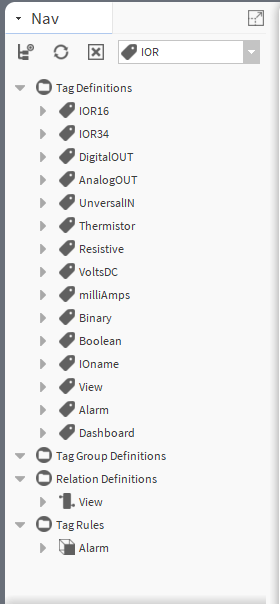 Nav
IOR
Tag Definitions
IOR16
IOR34
DigitalOUT
AnalogOUT
UnversalIN
Thermistor
Resistive
VoltsDC
milliAmps
Binary
Boolean
IOname
View
Alarm
Dashboard
Tag Group Definitions
Relation Definitions
View
Tag Rules
Alarm